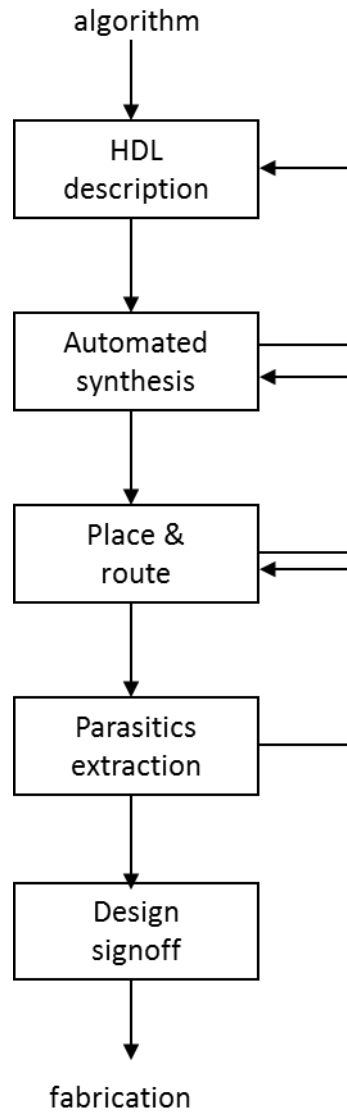 algorithm
HDL
description
Automated
synthesis
Place &
route
Parasitics
extraction
Design
signoff
fabrication